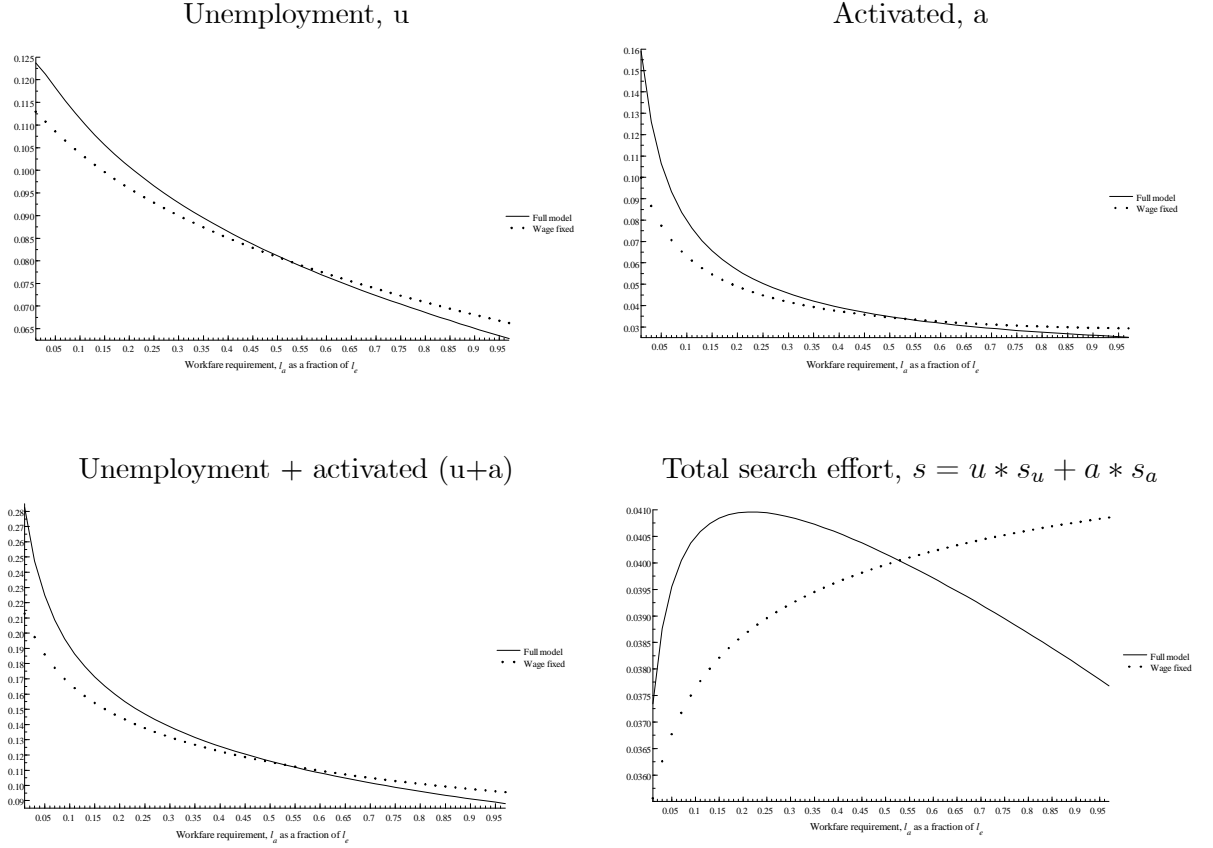 Unemployment, u
0.125
0.120
0.115
0.110
0.105
0.100
0.095
0.090
0.085
0.080
0.075
0.070
0.065
0.05 0.1 0.15 0.2 0.25 0.3 0.35 0.4 0.45 0.5 0.55 0.6 0.65 0.7 0.75 0.8 0.85 0.9 0.95
Workfare requirement, l_a as a fraction of l_e
Full model
Wage fixed
Activated, a
0.16
0.15
0.14
0.13
0.12
0.11
0.10
0.09
0.08
0.07
0.06
0.05
0.04
0.03
0.05 0.1 0.15 0.2 0.25 0.3 0.35 0.4 0.45 0.5 0.55 0.6 0.65 0.7 0.75 0.8 0.85 0.9 0.95
Workfare requirement, l_a as a fraction of l_e
Full model
Wage fixed
Unemployment + activated (u+a)
0.28
0.27
0.26
0.25
0.24
0.23
0.22
0.21
0.20
0.19
0.18
0.17
0.16
0.15
0.14
0.13
0.12
0.11
0.10
0.09
0.05 0.1 0.15 0.2 0.25 0.3 0.35 0.4 0.45 0.5 0.55 0.6 0.65 0.7 0.75 0.8 0.85 0.9 0.95
Workfare requirement, l_a as a fraction of l_e
Full model
Wage fixed
Total search effort, s = u * s_u + a * s_a
0.0410
0.0405
0.0400
0.0395
0.0390
0.0385
0.0380
0.0375
0.0370
0.0365
0.0360
0.05 0.1 0.15 0.2 0.25 0.3 0.35 0.4 0.45 0.5 0.55 0.6 0.65 0.7 0.75 0.8 0.85 0.9 0.95
Workfare requirement, l_a as a fraction of l_e
Full model
Wage fixed